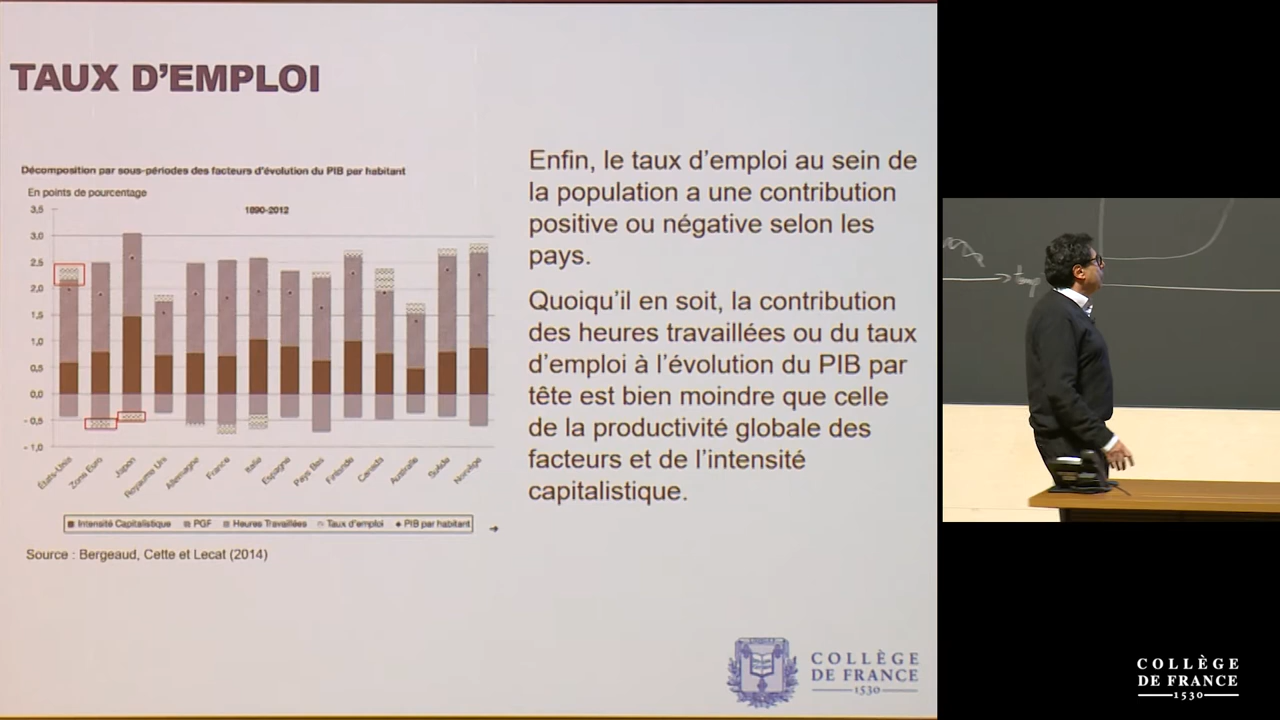 TAUX D'EMPLOI
Décomposition par sous-périodes des facteurs d'évolution du PIB par habitant
En points de pourcentage
1890-2012
3,5
3,0
2,5
2,0
1,5
1,0
0,5
0,0
- 0,5
- 1,0
États-Unis
Zone Euro
Japon
Royaume Uni
Allemagne
France
Italie
Espagne
Pays Bas
Finlande
Canada
Australie
Suède
Norvège
Intensité Capitalistique PGF Heures Travaillées Taux d'emploi PIB par habitant
Source : Bergeaud, Cette et Lecat (2014)
Enfin, le taux d'emploi au sein de
la population a une contribution
positive ou négative selon les
pays.
Quoiqu'il en soit, la contribution
des heures travaillées ou du taux
d'emploi à l'évolution du PIB par
tête est bien moindre que celle
de la productivité globale des
facteurs et de l'intensité
capitalistique.
COLLÈGE
DE FRANCE
1530
COLLÈGE
DE FRANCE
1530